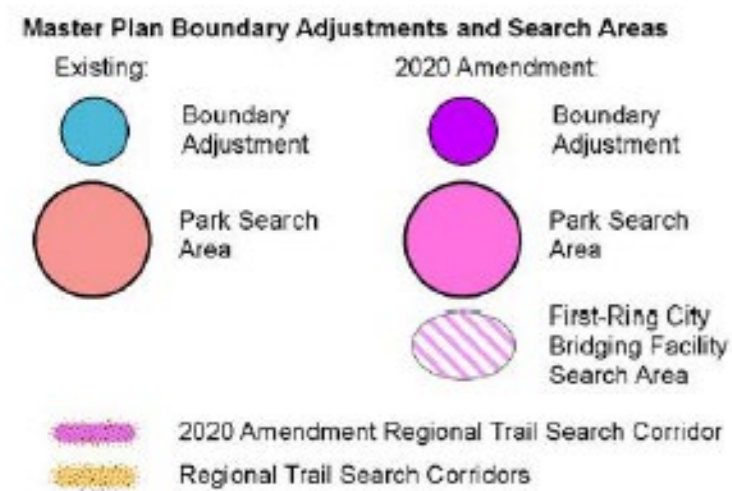 Master Plan Boundary Adjustments and Search Areas
Existing:
2020 Amendment:
Boundary
Adjustment
Boundary
Adjustment
Park Search
Area
Park Search
Area
First-Ring City
Bridging Facility
Search Area
2020 Amendment Regional Trail Search Corridor
Regional Trail Search Corridors